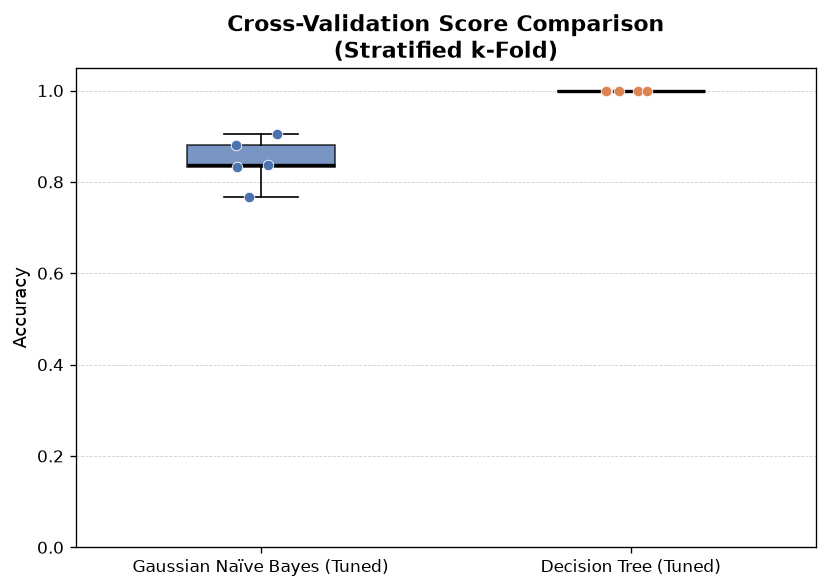 Cross-Validation Score Comparison
(Stratified k-Fold)
Accuracy
1.0
0.8
0.6
0.4
0.2
0.0
Gaussian Naïve Bayes (Tuned)
Decision Tree (Tuned)